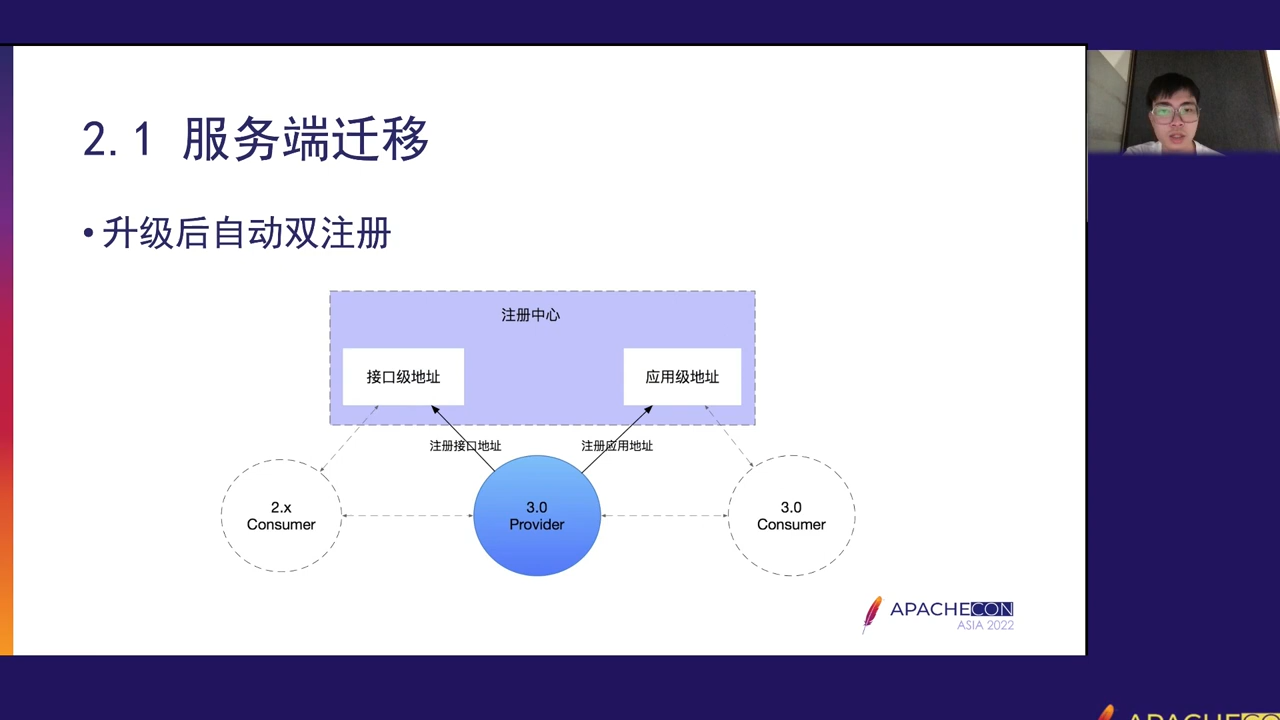 2.1 服务端迁移
• 升级后自动双注册
注册中心
接口级地址
应用级地址
注册接口地址
注册应用地址
2.x
Consumer
3.0
Provider
3.0
Consumer
APACHECON
ASIA 2022
APACHECO